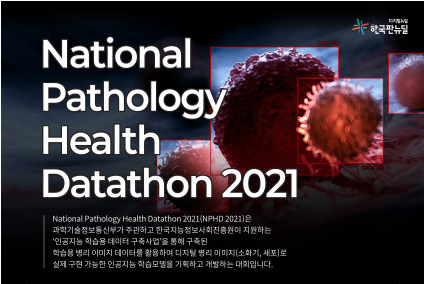 디지털뉴딜
한국판뉴딜
National
Pathology
Health
Datathon 2021
National Pathology Health Datathon 2021(NPHD 2021)은
과학기술정보통신부가 주관하고 한국지능정보사회진흥원이 지원하는
'인공지능 학습용 데이터 구축사업'을 통해 구축된
학습용 병리 이미지 데이터를 활용하여 디지털 병리 이미지(소화기, 세포)로
실제 구현 가능한 인공지능 학습모델을 기획하고 개발하는 대회입니다.